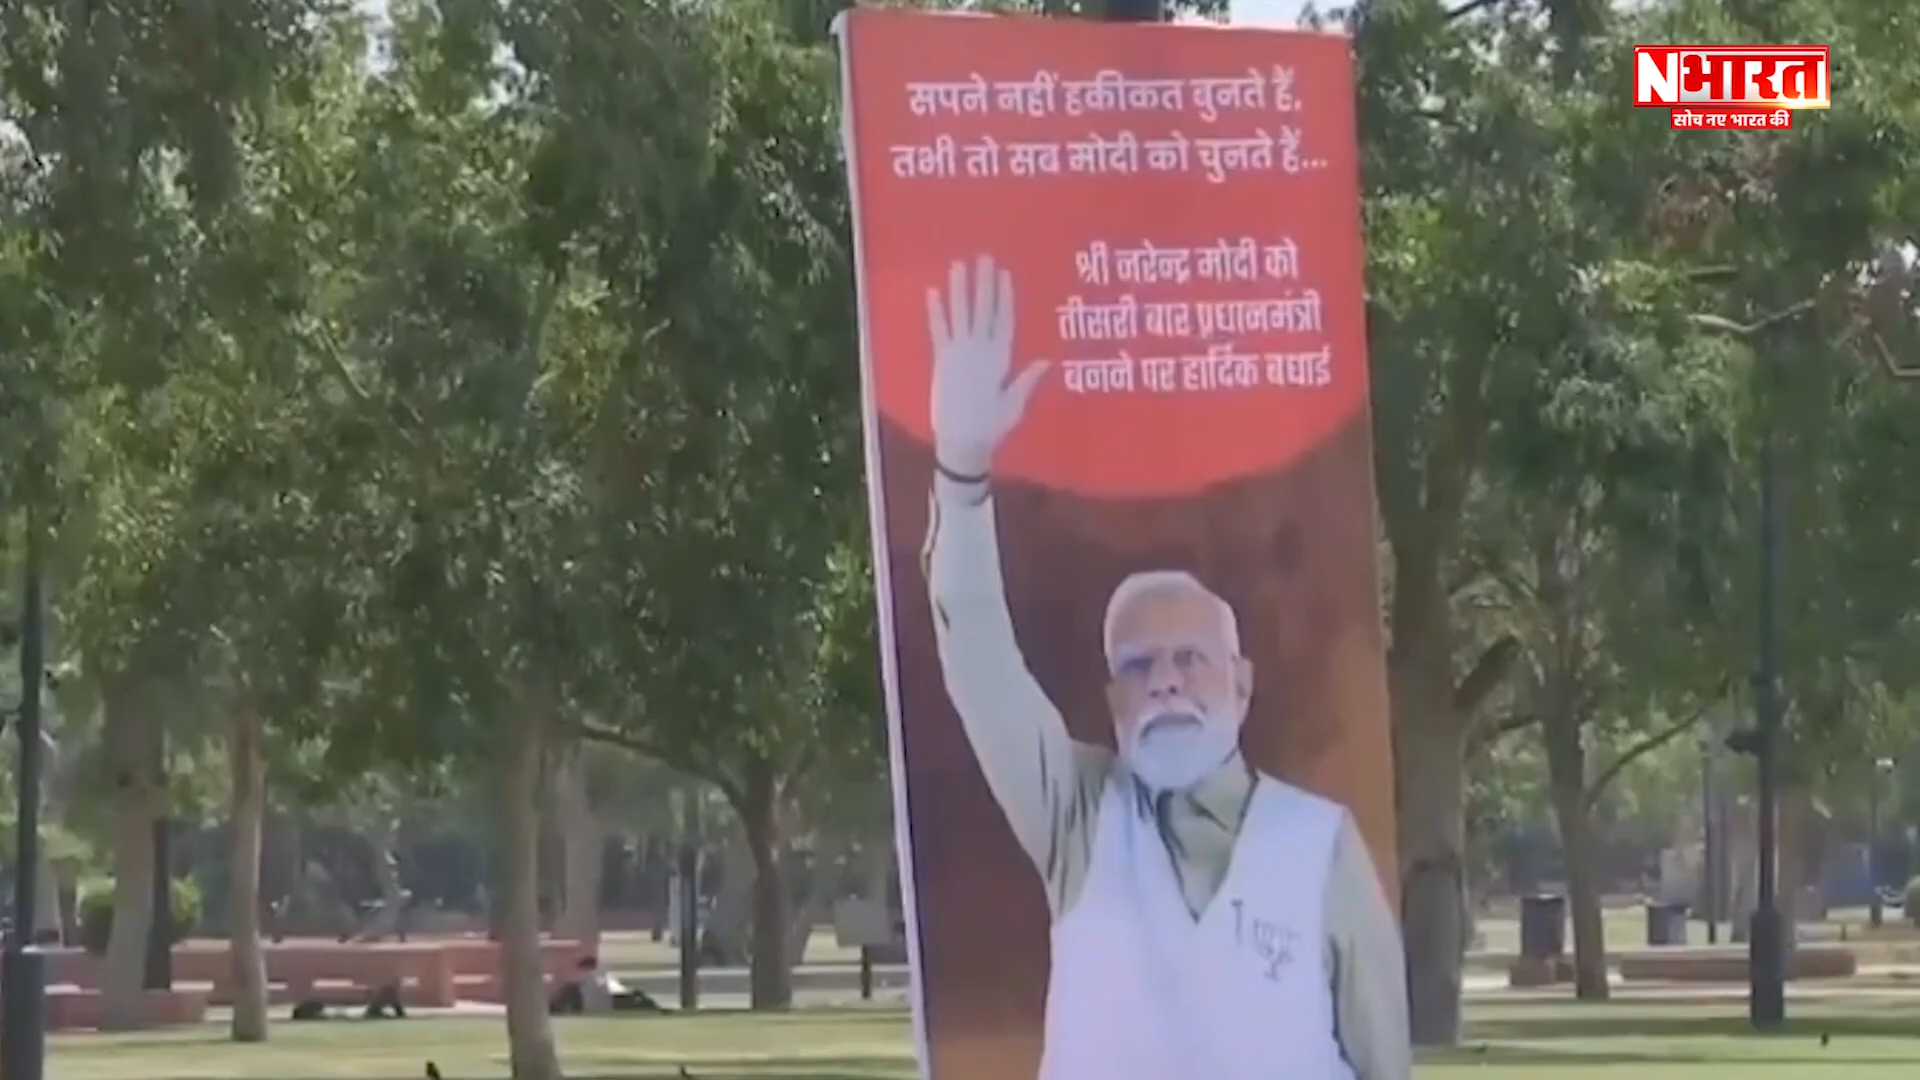 सपने नहीं हकीकत बुनते हैं,
तभी तो सब मोदी को चुनते हैं...
श्री नरेन्द्र मोदी को
तीसरी बार प्रधानमंत्री
बनने पर हार्दिक बधाई
Nभारत
सोच नए भारत की